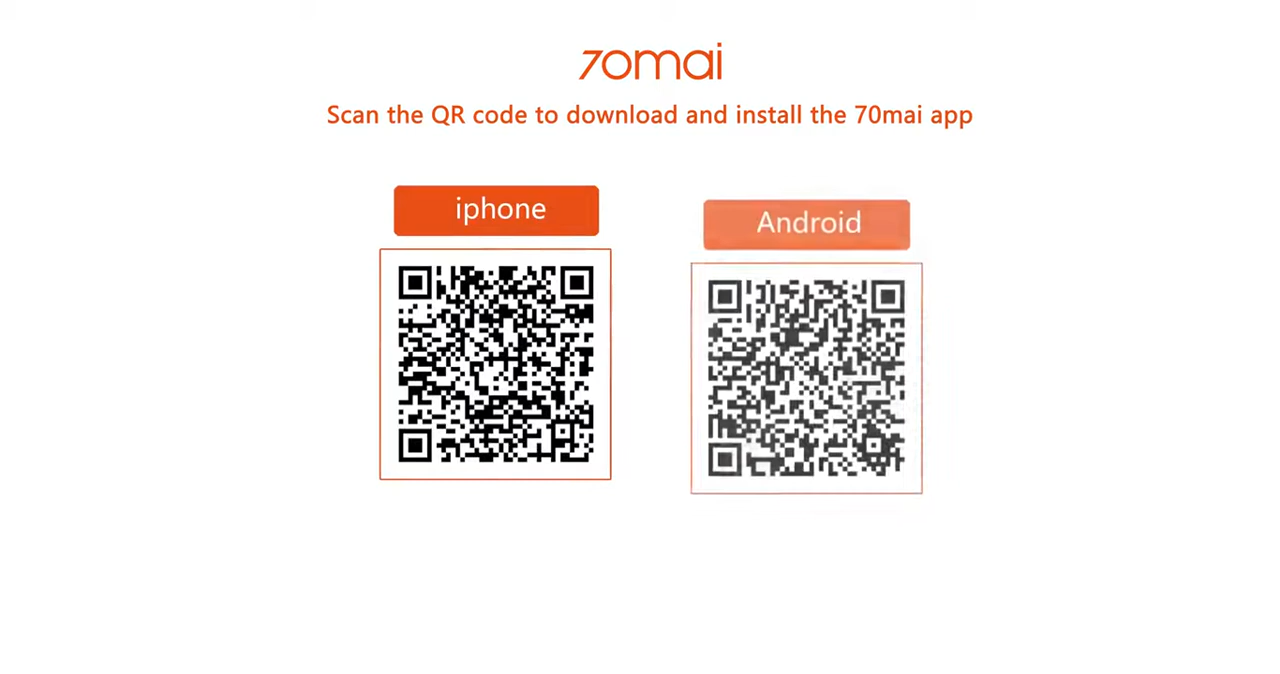 70mai
Scan the QR code to download and install the 70mai app
iphone
Android